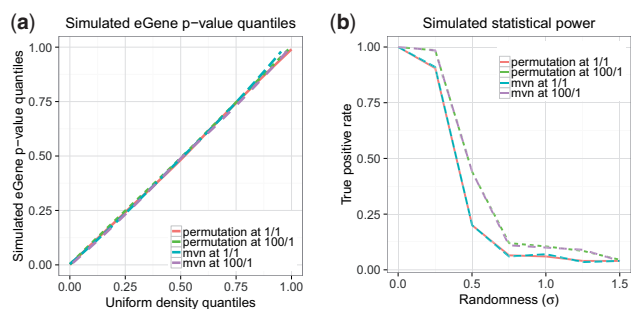 (a)
Simulated eGene p−value quantiles
Simulated eGene p−value quantiles
1.00
0.75
0.50
0.25
0.00
permutation at 1/1
permutation at 100/1
mvn at 1/1
mvn at 100/1
0.00 0.25 0.50 0.75 1.00
Uniform density quantiles
(b)
Simulated statistical power
True positive rate
1.00
0.75
0.50
0.25
0.00
permutation at 1/1
permutation at 100/1
mvn at 1/1
mvn at 100/1
0.0 0.5 1.0 1.5
Randomness (σ)